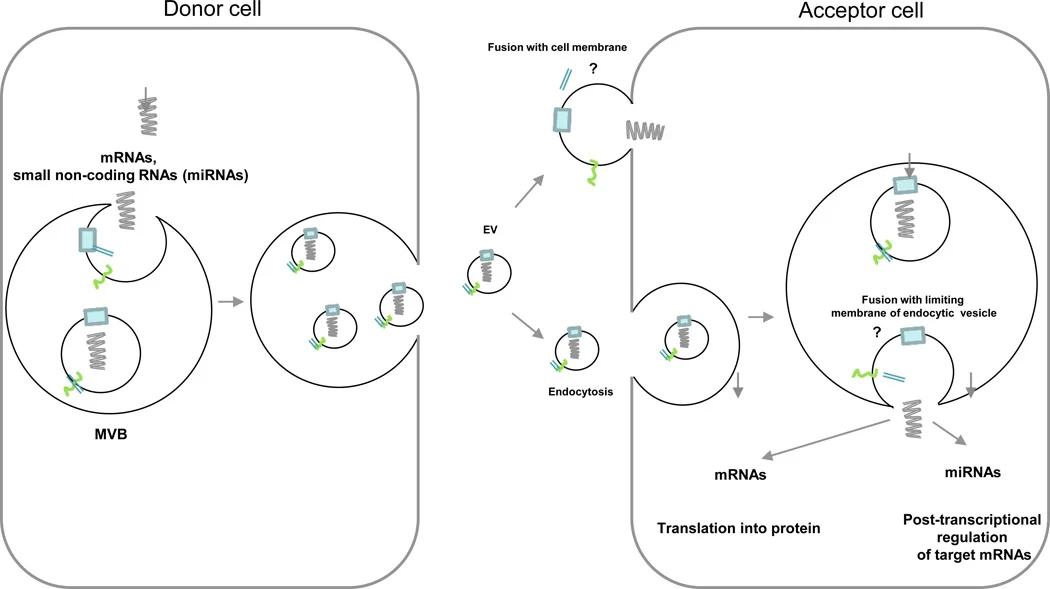 Donor cell
Acceptor cell
Fusion with cell membrane
?
mRNAs,
small non-coding RNAs (miRNAs)
EV
Fusion with limiting
membrane of endocytic vesicle
?
Endocytosis
MVB
mRNAs
miRNAs
Translation into protein
Post-transcriptional
regulation
of target mRNAs